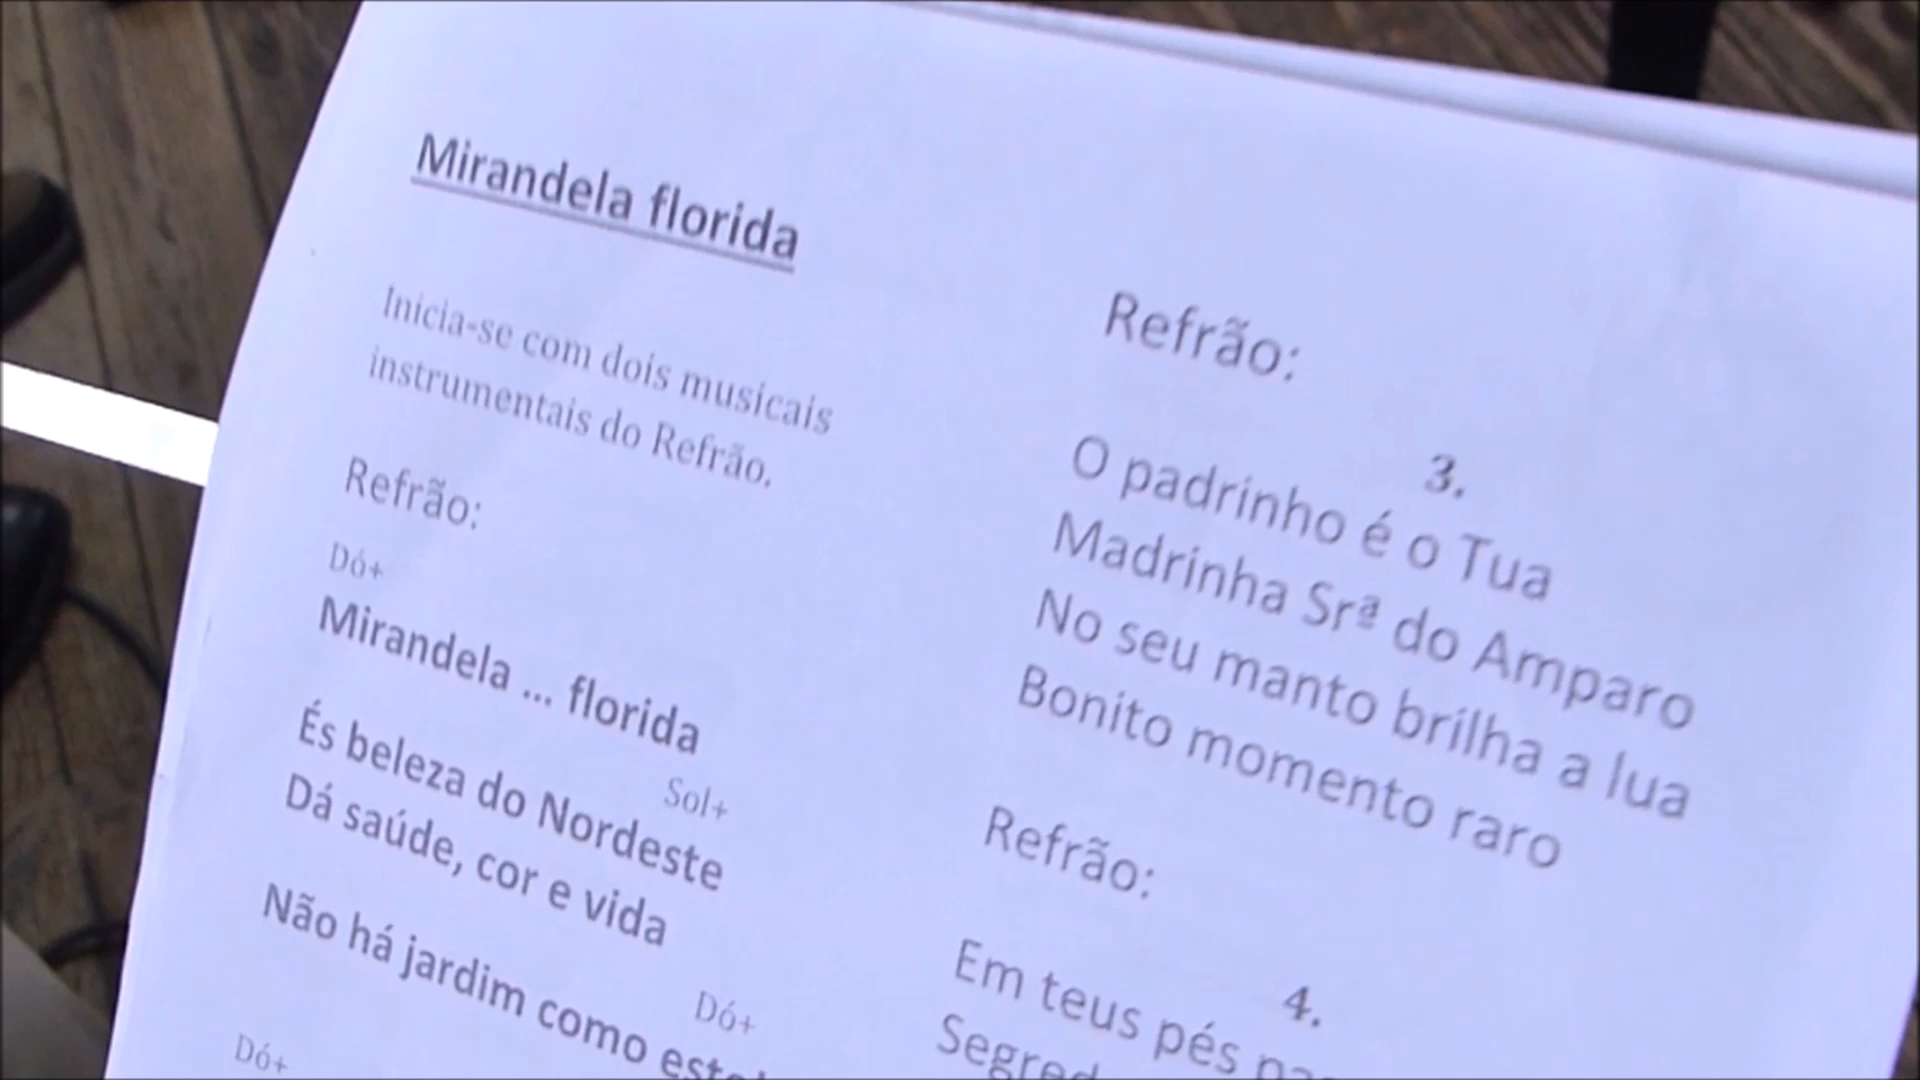 Mirandela florida
Inicia-se com dois musicais
instrumentais do Refrão.
Refrão:
Dó+
Mirandela ... florida
És beleza do Nordeste
Sol+
Dá saúde, cor e vida
Não há jardim como
Dó+
Dó+
Refrão:
3.
O padrinho é o Tua
Madrinha Srª do Amparo
No seu manto brilha a lua
Bonito momento raro
Refrão:
4.
Em teus pés